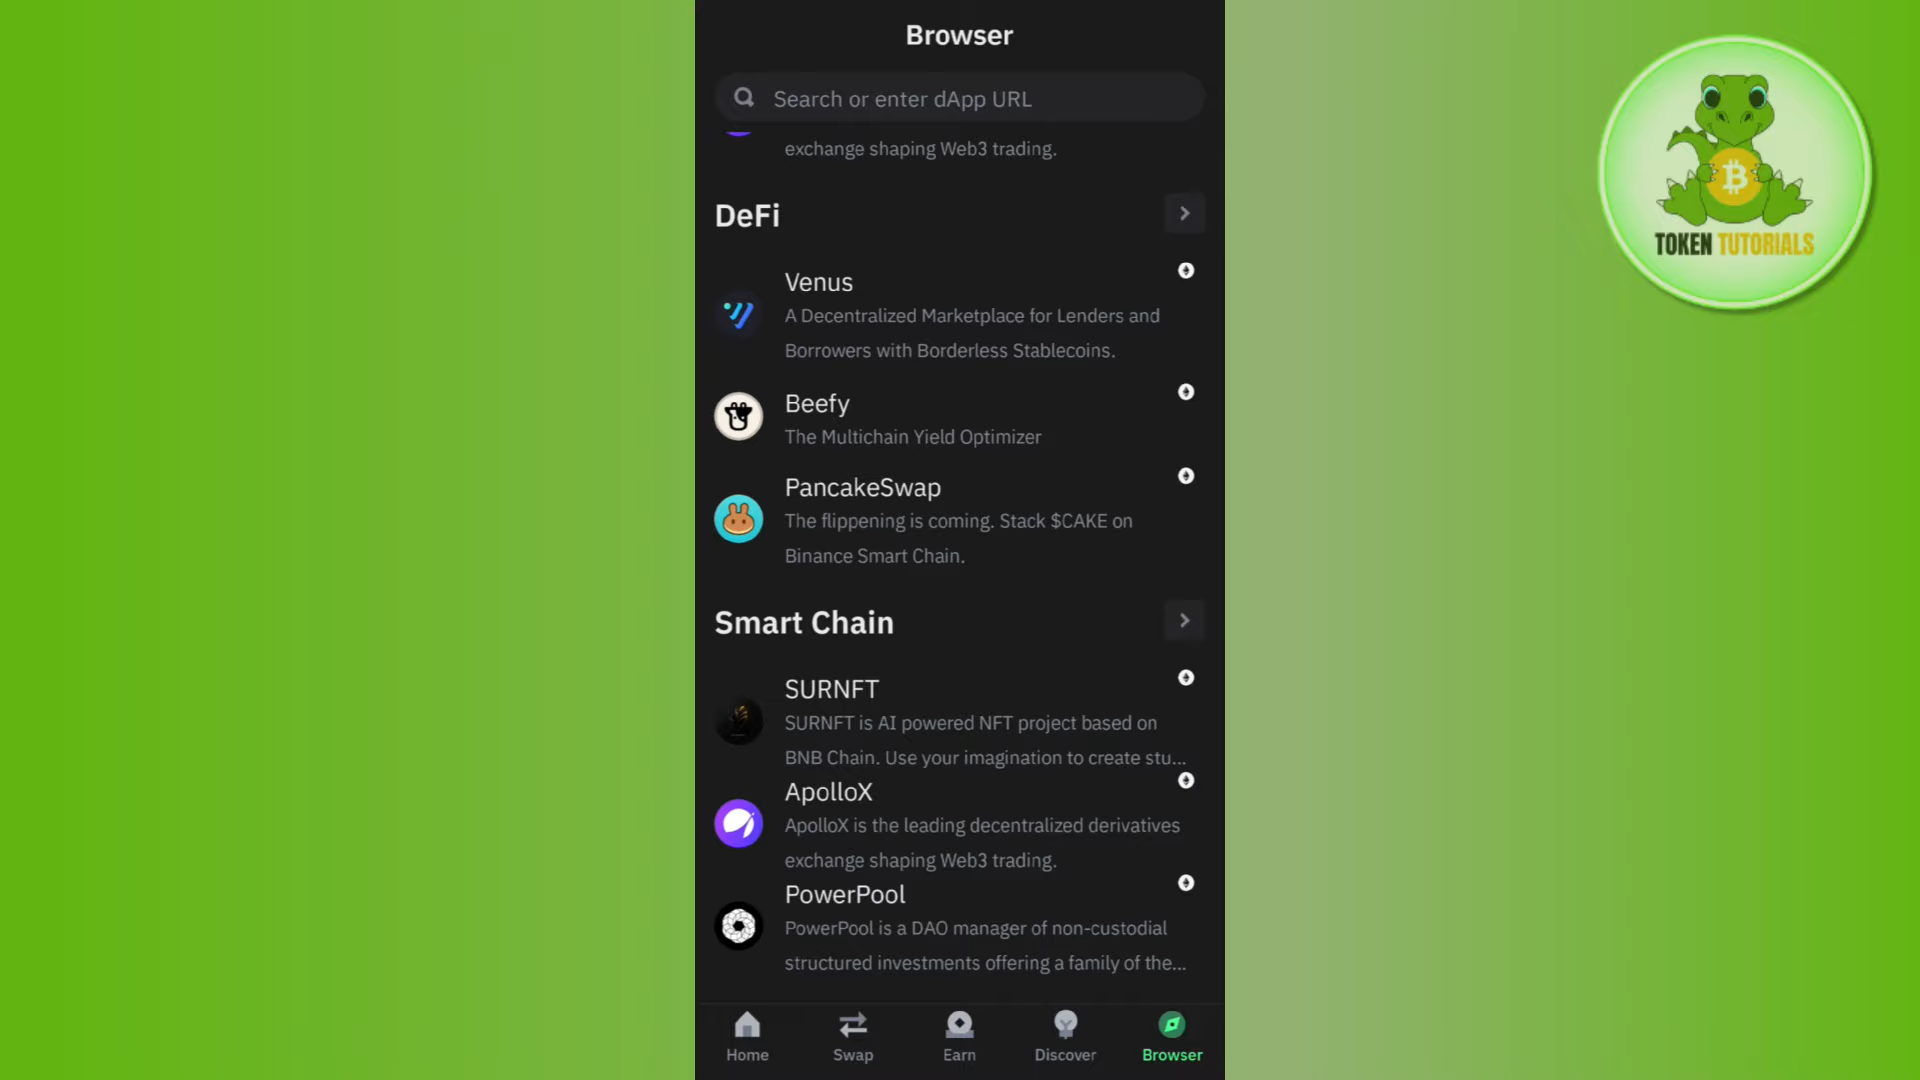 Browser
Search or enter dApp URL
exchange shaping Web3 trading.
DeFi
Venus
A Decentralized Marketplace for Lenders and
Borrowers with Borderless Stablecoins.
Beefy
The Multichain Yield Optimizer
PancakeSwap
The flippening is coming. Stack $CAKE on
Binance Smart Chain.
Smart Chain
SURNFT
SURNFT is AI powered NFT project based on
BNB Chain. Use your imagination to create stu...
ApolloX
ApolloX is the leading decentralized derivatives
exchange shaping Web3 trading.
PowerPool
PowerPool is a DAO manager of non-custodial
structured investments offering a family of the...
Home Swap Earn Discover Browser
TOKEN TUTORIALS